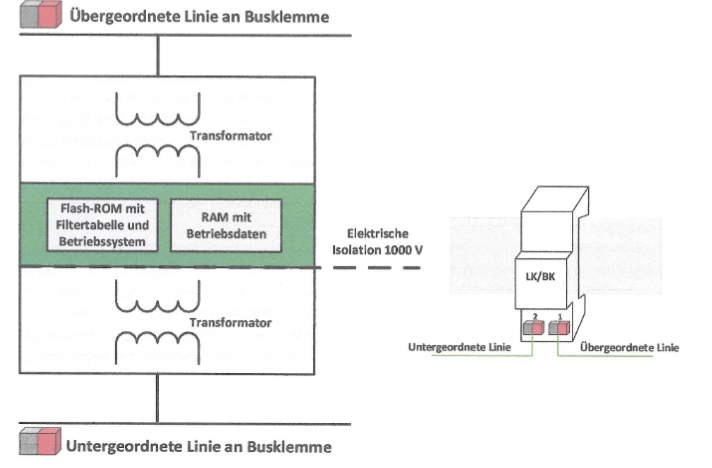 Übergeordnete Linie an Busklemme
Transformator
Flash-ROM mit
Filtertabelle und
Betriebssystem
RAM mit
Betriebsdaten
Elektrische
Isolation 1000 V
Transformator
Untergeordnete Linie an Busklemme
LK/BK
2 1
Untergeordnete Linie
Übergeordnete Linie